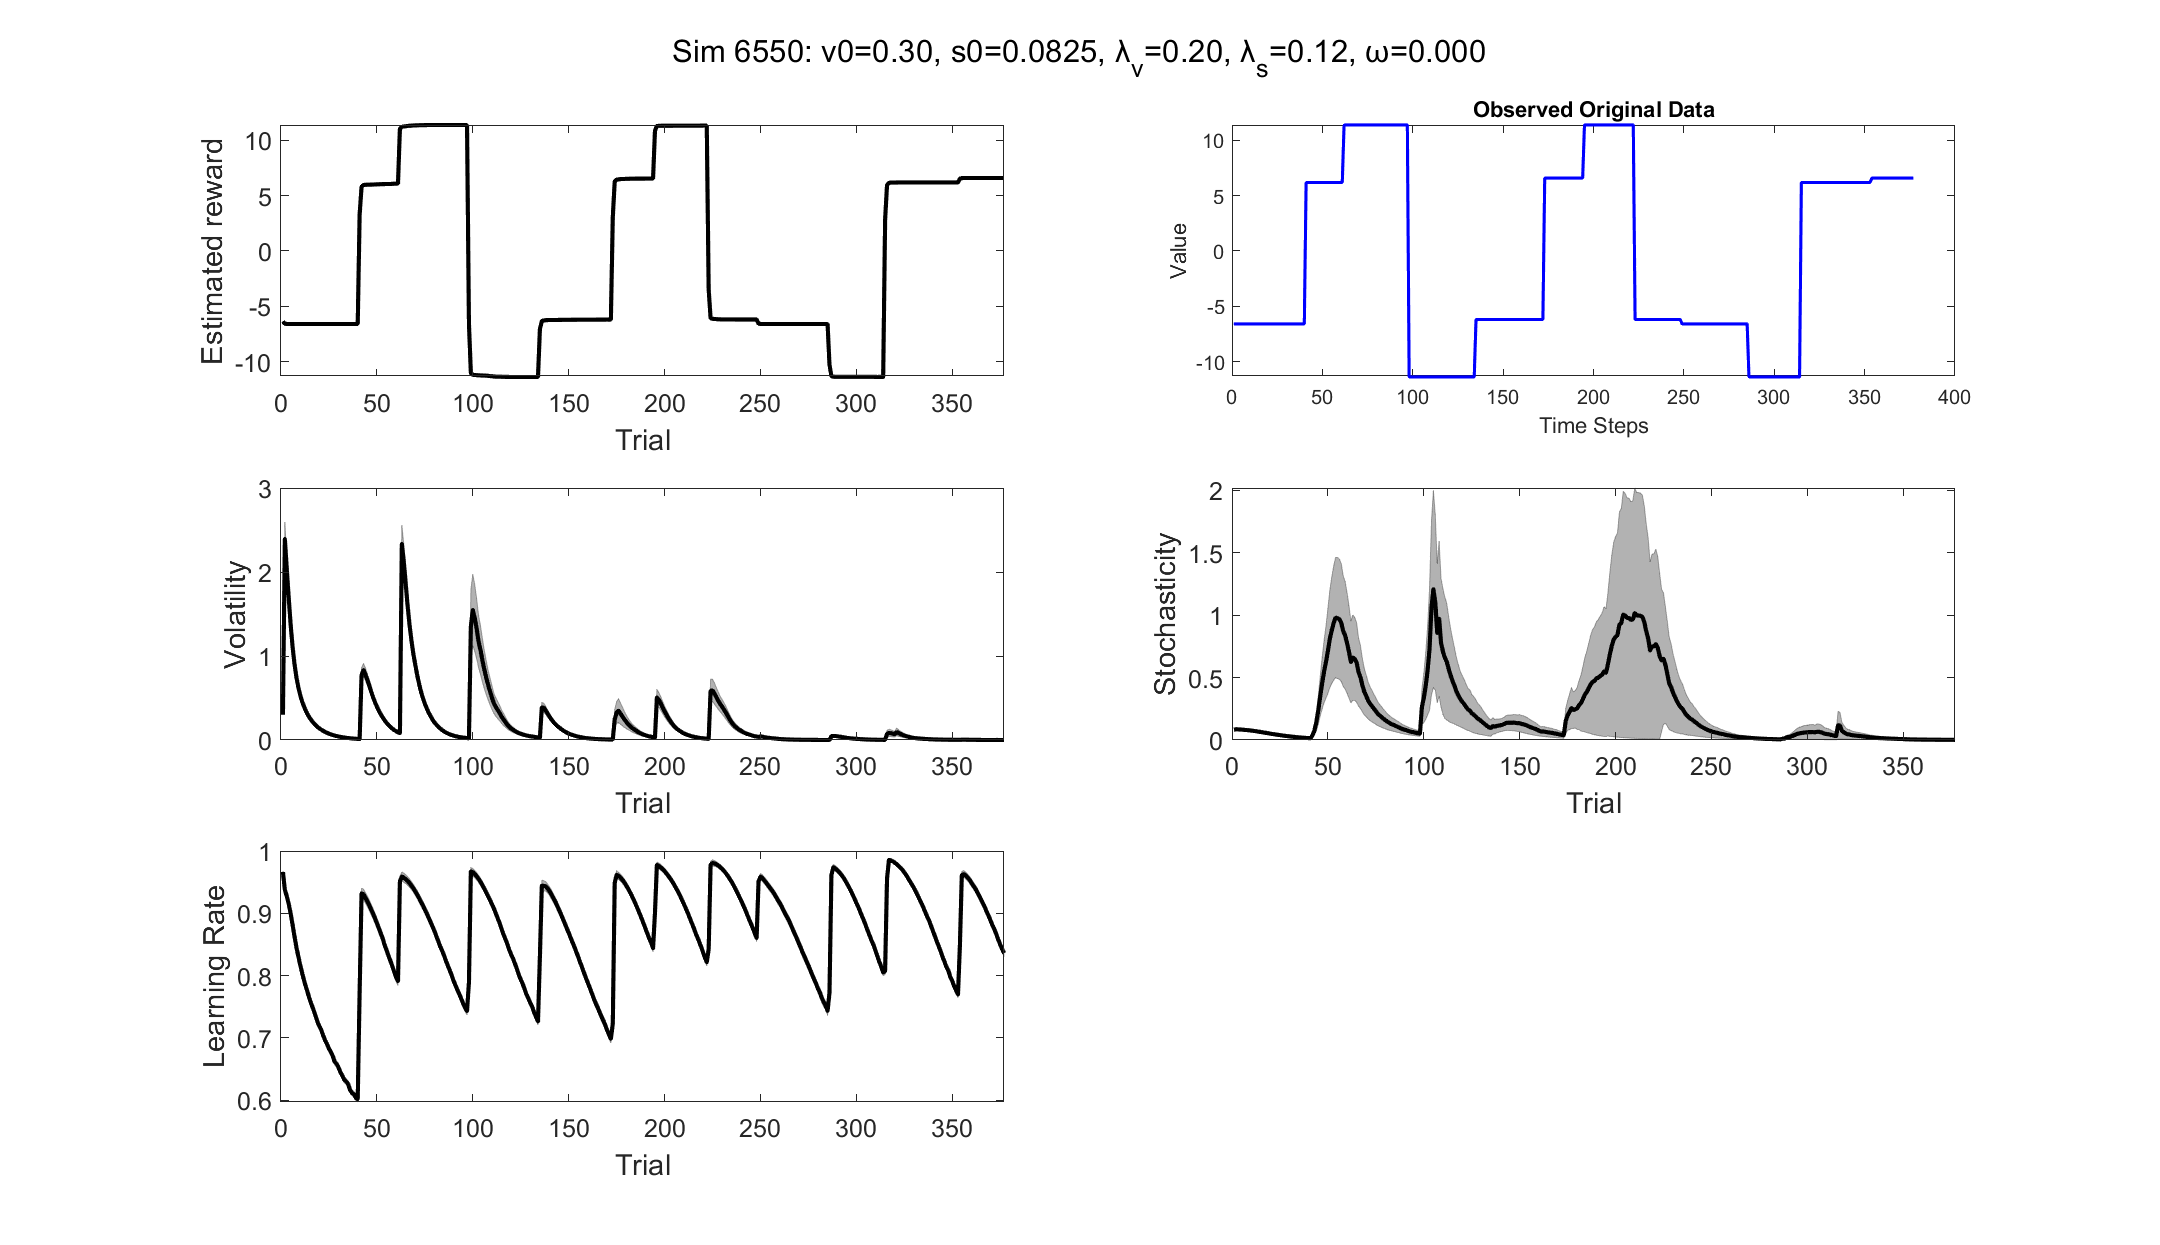 Sim 6550: v0=0.30, s0=0.0825, λv=0.20, λs=0.12, ω=0.000
Estimated reward
10
5
0
-5
-10
0 50 100 150 200 250 300 350
Trial
Observed Original Data
Value
10
5
0
-5
-10
0 50 100 150 200 250 300 350 400
Time Steps
Volatility
3
2
1
0
0 50 100 150 200 250 300 350
Trial
Stochasticity
2
1.5
1
0.5
0
0 50 100 150 200 250 300 350
Trial
Learning Rate
1
0.9
0.8
0.7
0.6
0 50 100 150 200 250 300 350
Trial